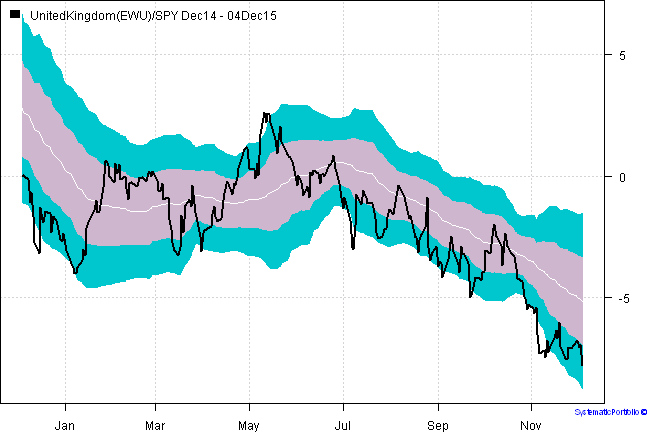 UnitedKingdom(EWU)/SPY Dec14 - 04Dec15
5
0
-5
Jan Mar May Jul Sep Nov
SystematicPortfolio ©